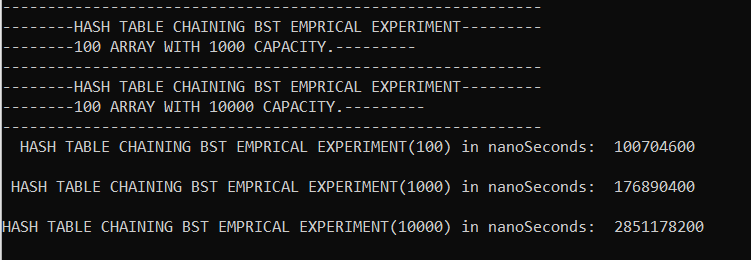 ------------------------------------------------------------
--------HASH TABLE CHAINING BST EMPRICAL EXPERIMENT---------
--------100 ARRAY WITH 1000 CAPACITY.---------
------------------------------------------------------------
--------HASH TABLE CHAINING BST EMPRICAL EXPERIMENT---------
--------100 ARRAY WITH 10000 CAPACITY.---------
------------------------------------------------------------
HASH TABLE CHAINING BST EMPRICAL EXPERIMENT(100) in nanoSeconds: 100704600
HASH TABLE CHAINING BST EMPRICAL EXPERIMENT(1000) in nanoSeconds: 176890400
HASH TABLE CHAINING BST EMPRICAL EXPERIMENT(10000) in nanoSeconds: 2851178200